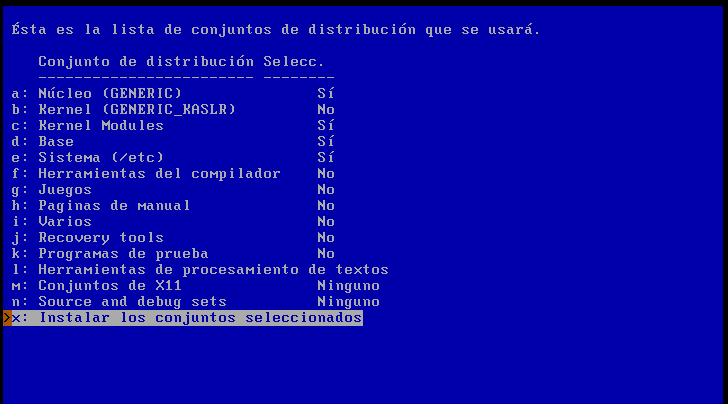 Ésta es la lista de conjuntos de distribución que se usará.
Conjunto de distribución Selecc.
------------------------ --------
a: Núcleo (GENERIC) Sí
b: Kernel (GENERIC_KASLR) No
c: Kernel Modules Sí
d: Base Sí
e: Sistema (/etc) Sí
f: Herramientas del compilador No
g: Juegos No
h: Paginas de manual No
i: Varios No
j: Recovery tools No
k: Programas de prueba No
l: Herramientas de procesamiento de textos
m: Conjuntos de X11 Ninguno
n: Source and debug sets Ninguno
>x: Instalar los conjuntos seleccionados